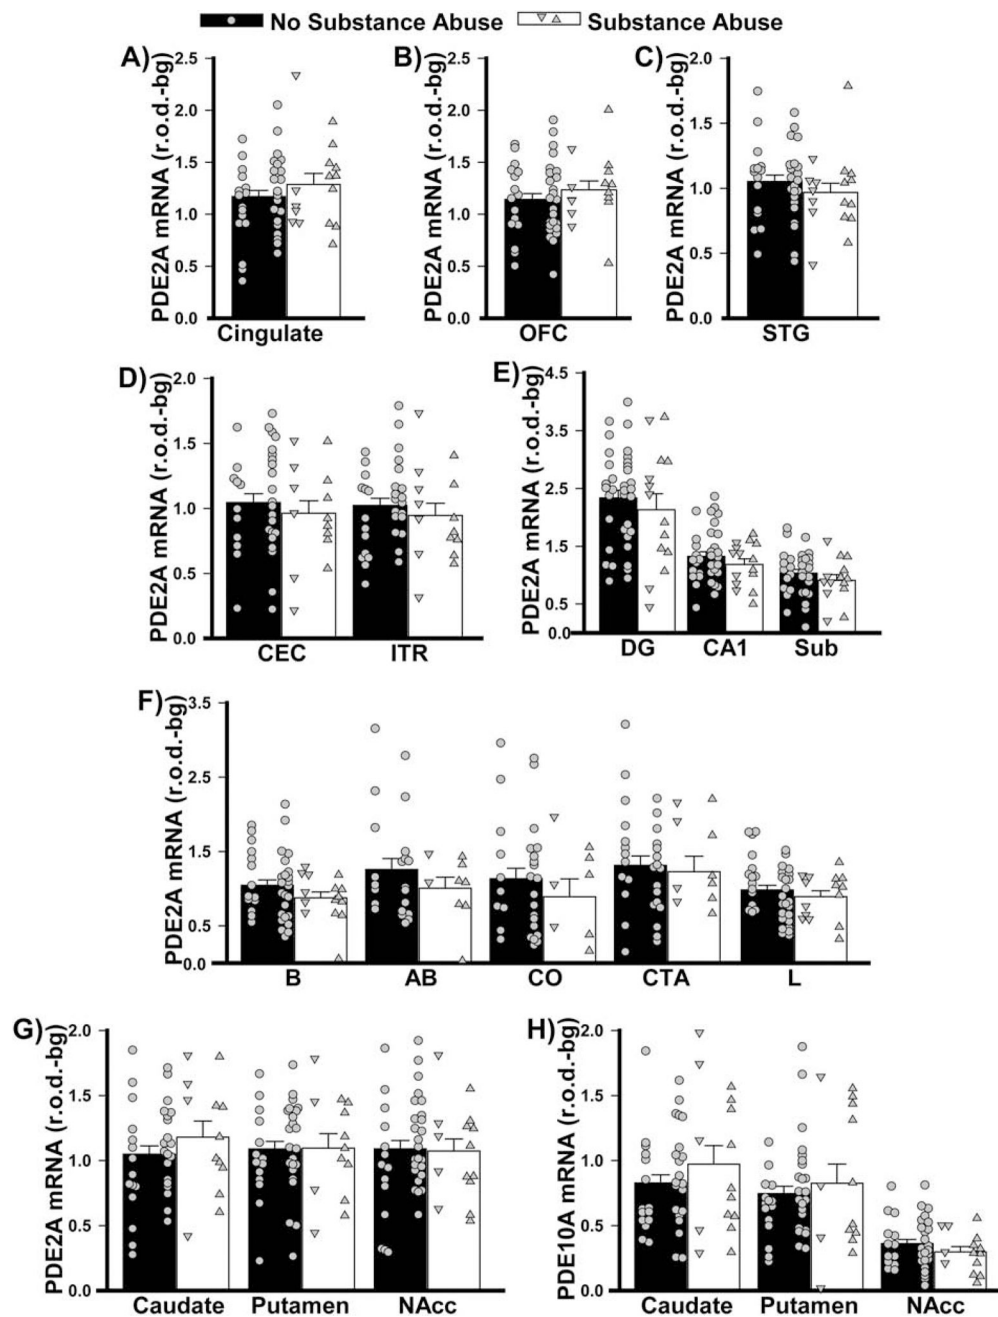 No Substance Abuse Substance Abuse
A) B) C)
PDE2A mRNA (r.o.d.-bg)
2.5
2.0
1.5
1.0
0.5
0.0
Cingulate
PDE2A mRNA (r.o.d.-bg)
2.5
2.0
1.5
1.0
0.5
0.0
OFC
PDE2A mRNA (r.o.d.-bg)
2.0
1.5
1.0
0.5
0.0
STG
D) E)
PDE2A mRNA (r.o.d.-bg)
2.0
1.5
1.0
0.5
0.0
CEC ITR
PDE2A mRNA (r.o.d.-bg)
4.5
3.5
2.5
1.5
0.5
0.0
DG CA1 Sub
F)
PDE2A mRNA (r.o.d.-bg)
3.5
2.5
1.5
0.5
0.0
B AB CO CTA L
G) H)
PDE2A mRNA (r.o.d.-bg)
2.0
1.5
1.0
0.5
0.0
Caudate Putamen NAcc
PDE10A mRNA (r.o.d.-bg)
2.0
1.5
1.0
0.5
0.0
Caudate Putamen NAcc